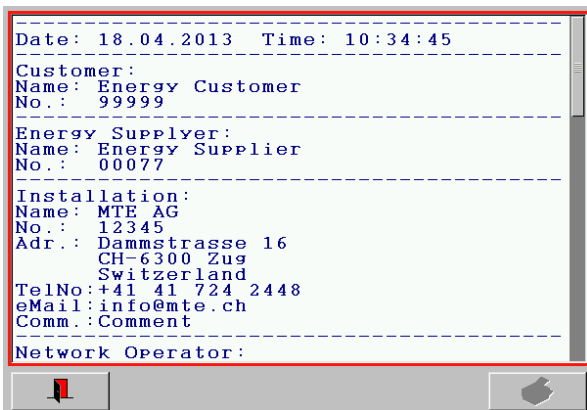 Date: 18.04.2013 Time: 10:34:45
Customer:
Name: Energy Customer
No.: 99999
Energy Supplyer:
Name: Energy Supplier
No.: 00077
Installation:
Name: MTE AG
No.: 12345
Adr.: Dammstrasse 16
CH-6300 Zug
Switzerland
TelNo:+41 41 724 2448
eMail:info@mte.ch
Comm.:Comment
Network Operator: